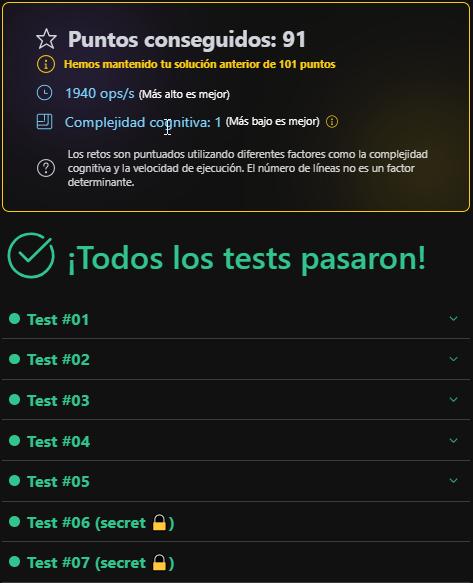 Puntos conseguidos: 91
Hemos mantenido tu solución anterior de 101 puntos
1940 ops/s (Más alto es mejor)
Complejidad cognitiva: 1 (Más bajo es mejor)
Los retos son puntuados utilizando diferentes factores como la complejidad
cognitiva y la velocidad de ejecución. El número de líneas no es un factor
determinante.
¡Todos los tests pasaron!
Test #01
Test #02
Test #03
Test #04
Test #05
Test #06 (secret 🔒)
Test #07 (secret 🔒)